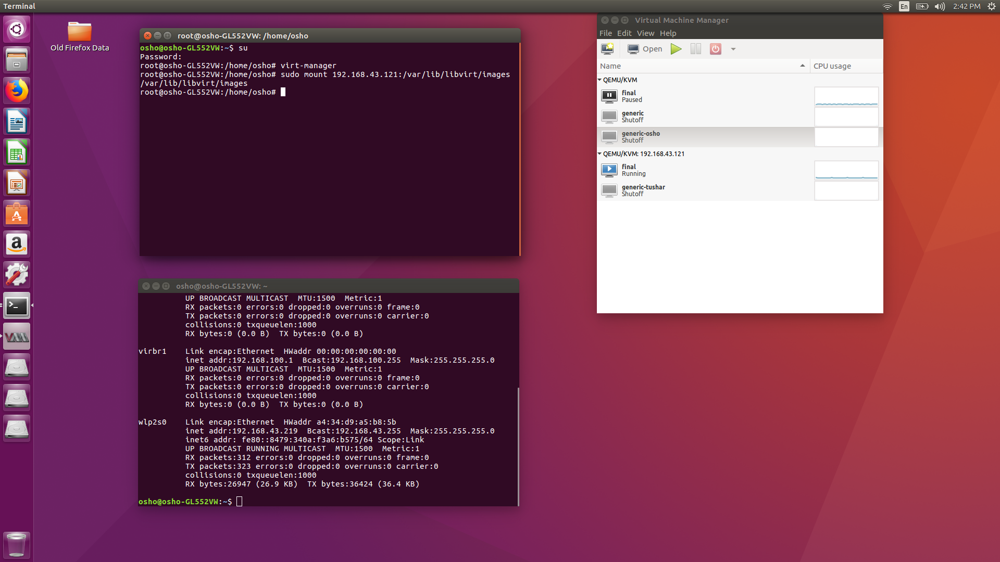 Terminal
En
2:42 PM
Old Firefox Data
root@osho-GL552VW: /home/osho
osho@osho-GL552VW:~$ su
Password:
root@osho-GL552VW:/home/osho# virt-manager
root@osho-GL552VW:/home/osho# sudo mount 192.168.43.121:/var/lib/libvirt/images
/var/lib/libvirt/images
root@osho-GL552VW:/home/osho#
osho@osho-GL552VW: ~
UP BROADCAST MULTICAST  MTU:1500  Metric:1
RX packets:0 errors:0 dropped:0 overruns:0 frame:0
TX packets:0 errors:0 dropped:0 overruns:0 carrier:0
collisions:0 txqueuelen:1000
RX bytes:0 (0.0 B)  TX bytes:0 (0.0 B)
virbr1    Link encap:Ethernet  HWaddr 00:00:00:00:00:00
inet addr:192.168.100.1  Bcast:192.168.100.255  Mask:255.255.255.0
UP BROADCAST MULTICAST  MTU:1500  Metric:1
RX packets:0 errors:0 dropped:0 overruns:0 frame:0
TX packets:0 errors:0 dropped:0 overruns:0 carrier:0
collisions:0 txqueuelen:1000
RX bytes:0 (0.0 B)  TX bytes:0 (0.0 B)
wlp2s0    Link encap:Ethernet  HWaddr a4:34:d9:a5:b8:5b
inet addr:192.168.43.219  Bcast:192.168.43.255  Mask:255.255.255.0
inet6 addr: fe80::8479:340a:f3a6:b575/64 Scope:Link
UP BROADCAST RUNNING MULTICAST  MTU:1500  Metric:1
RX packets:312 errors:0 dropped:0 overruns:0 frame:0
TX packets:323 errors:0 dropped:0 overruns:0 carrier:0
collisions:0 txqueuelen:1000
RX bytes:26947 (26.9 KB)  TX bytes:36424 (36.4 KB)
osho@osho-GL552VW:~$
Virtual Machine Manager
File Edit View Help
Open
Name CPU usage
QEMU/KVM
final
Paused
generic
Shutoff
generic-osho
Shutoff
QEMU/KVM: 192.168.43.121
final
Running
generic-tushar
Shutoff